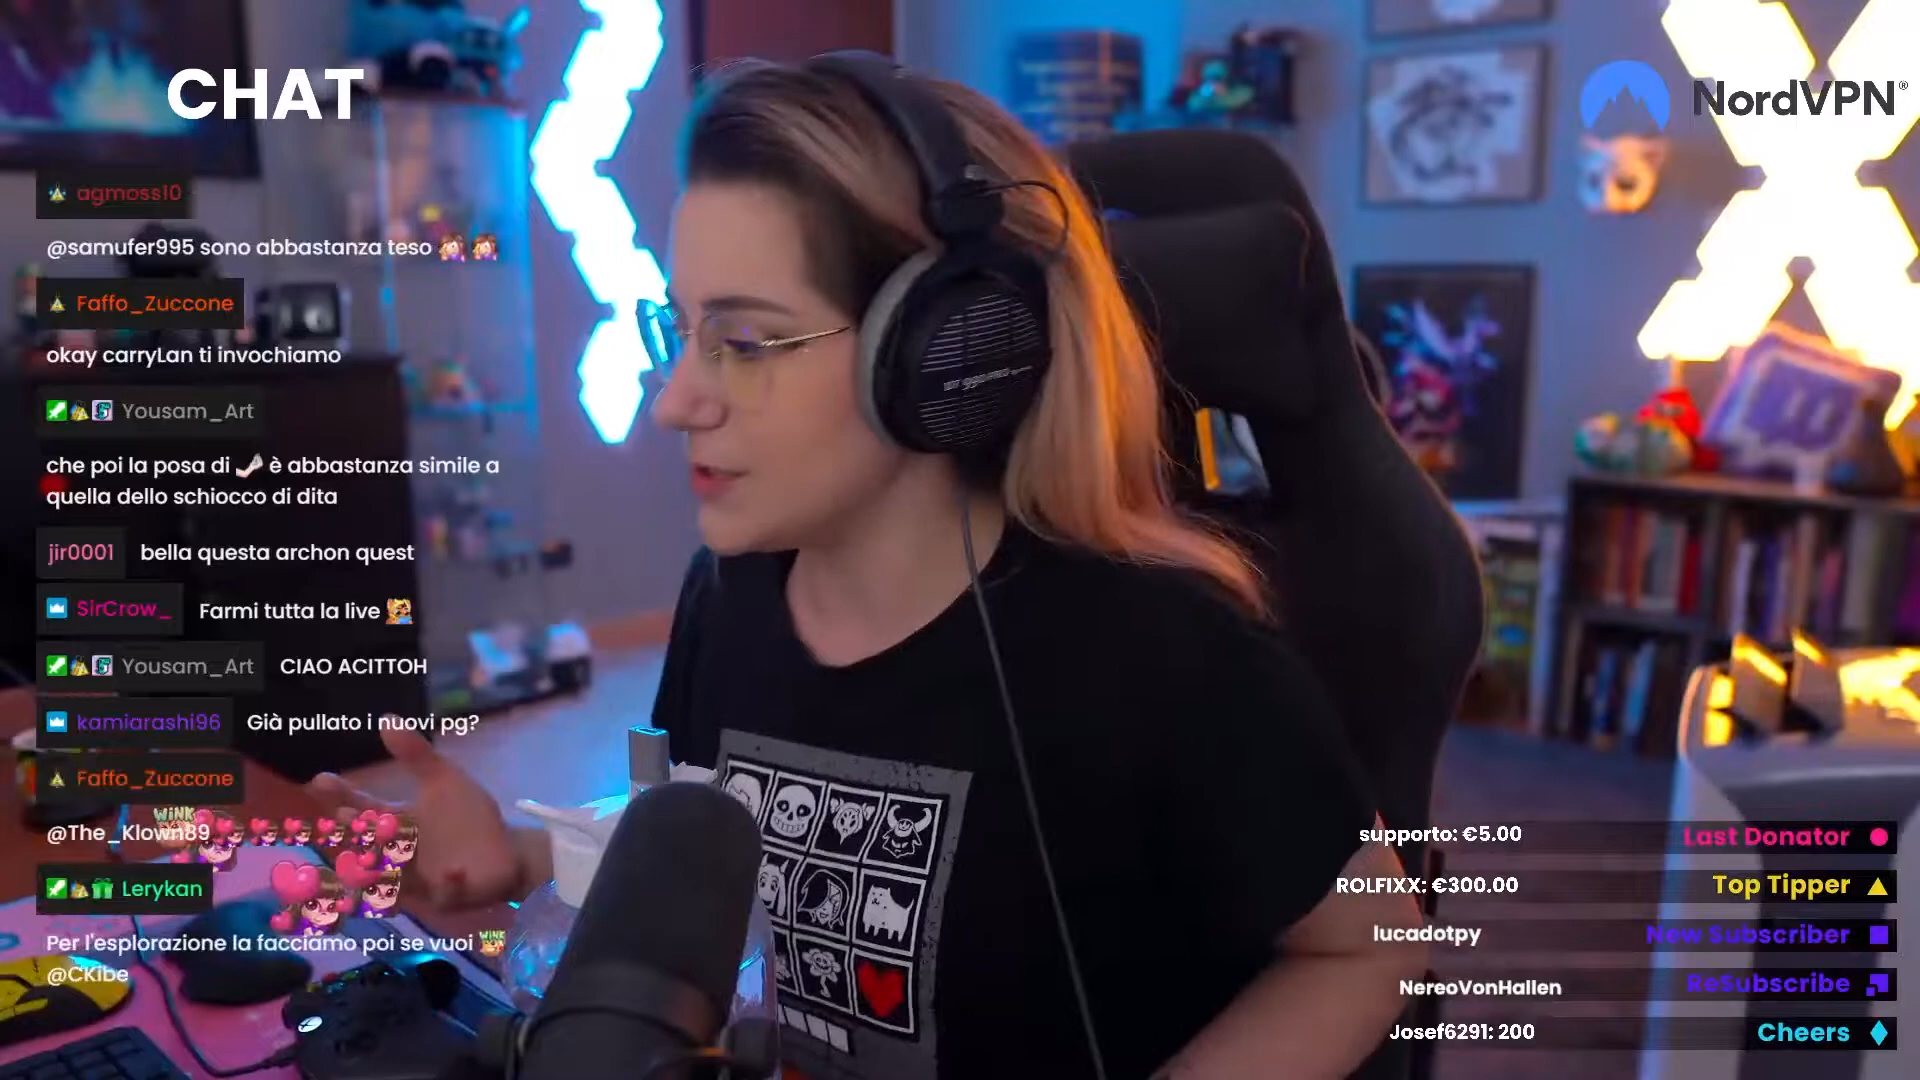 CHAT
NordVPN®
agmoss10
@samufer995 sono abbastanza teso
Faffo_Zuccone
okay carryLan ti invochiamo
Yousam_Art
che poi la posa di è abbastanza simile a
quella dello schiocco di dita
jir0001 bella questa archon quest
SirCrow_ Farmi tutta la live
Yousam_Art CIAO ACITTOH
kamiarashi96 Già pullato i nuovi pg?
Faffo_Zuccone
@The_Klown89
WINK
Lerykan
Per l'esplorazione la facciamo poi se vuoi
@CKibe
supporto: €5.00 Last Donator
ROLFIXX: €300.00 Top Tipper
lucadotpy New Subscriber
NereoVonHallen ReSubscribe
Josef6291: 200 Cheers